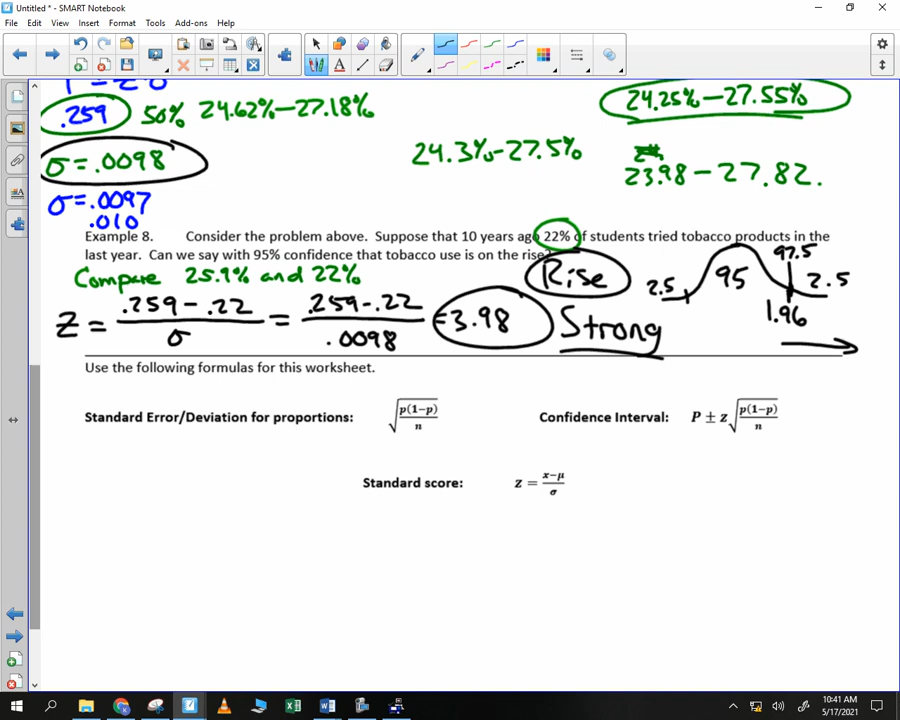 Untitled * - SMART Notebook
File Edit View Insert Format Tools Add-ons Help
.259 50% 24.62%-27.18% 24.25%-27.55%
σ=.0098 24.3%-27.5% 23.98-27.82.
σ=.0097
.010
Example 8. Consider the problem above. Suppose that 10 years ago 22% of students tried tobacco products in the
last year. Can we say with 95% confidence that tobacco use is on the rise?
Compare 25.9% and 22% Rise 2.5 95 97.5 2.5
1.96
Z = .259-.22 / σ = .259-.22 / .0098 = 3.98 Strong
Use the following formulas for this worksheet.
Standard Error/Deviation for proportions: √p(1−p)/n Confidence Interval: P ± z√p(1−p)/n
Standard score: z = x−μ/σ
10:41 AM
5/17/2021